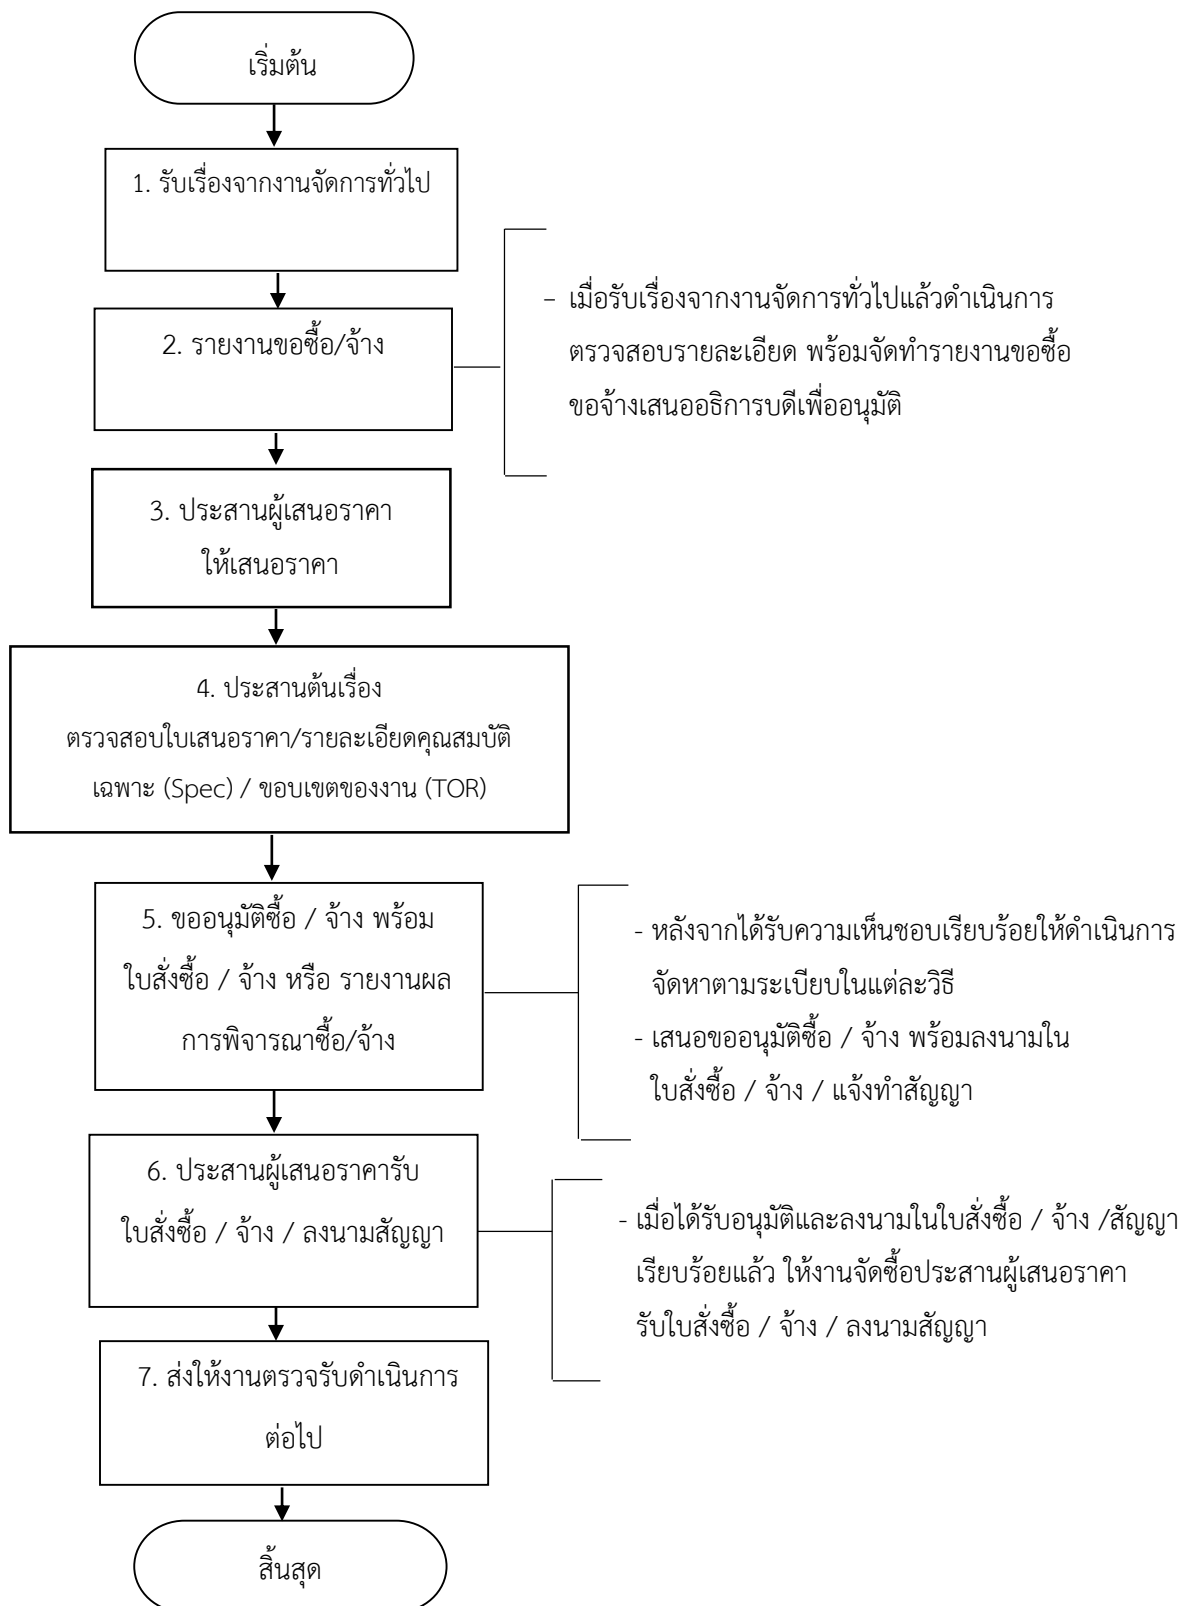 เริ่มต้น
1. รับเรื่องจากงานจัดการทั่วไป
2. รายงานขอซื้อ/จ้าง
– เมื่อรับเรื่องจากงานจัดการทั่วไปแล้วดำเนินการ
ตรวจสอบรายละเอียด พร้อมจัดทำรายงานขอซื้อ
ขอจ้างเสนออธิการบดีเพื่ออนุมัติ
3. ประสานผู้เสนอราคา
ให้เสนอราคา
4. ประสานต้นเรื่อง
ตรวจสอบใบเสนอราคา/รายละเอียดคุณสมบัติ
เฉพาะ (Spec) / ขอบเขตของงาน (TOR)
5. ขออนุมัติซื้อ / จ้าง พร้อม
ใบสั่งซื้อ / จ้าง หรือ รายงานผล
การพิจารณาซื้อ/จ้าง
- หลังจากได้รับความเห็นชอบเรียบร้อยให้ดำเนินการ
จัดหาตามระเบียบในแต่ละวิธี
- เสนอขออนุมัติซื้อ / จ้าง พร้อมลงนามใน
ใบสั่งซื้อ / จ้าง / แจ้งทำสัญญา
6. ประสานผู้เสนอราคารับ
ใบสั่งซื้อ / จ้าง / ลงนามสัญญา
- เมื่อได้รับอนุมัติและลงนามในใบสั่งซื้อ / จ้าง /สัญญา
เรียบร้อยแล้ว ให้งานจัดซื้อประสานผู้เสนอราคา
รับใบสั่งซื้อ / จ้าง / ลงนามสัญญา
7. ส่งให้งานตรวจรับดำเนินการ
ต่อไป
สิ้นสุด